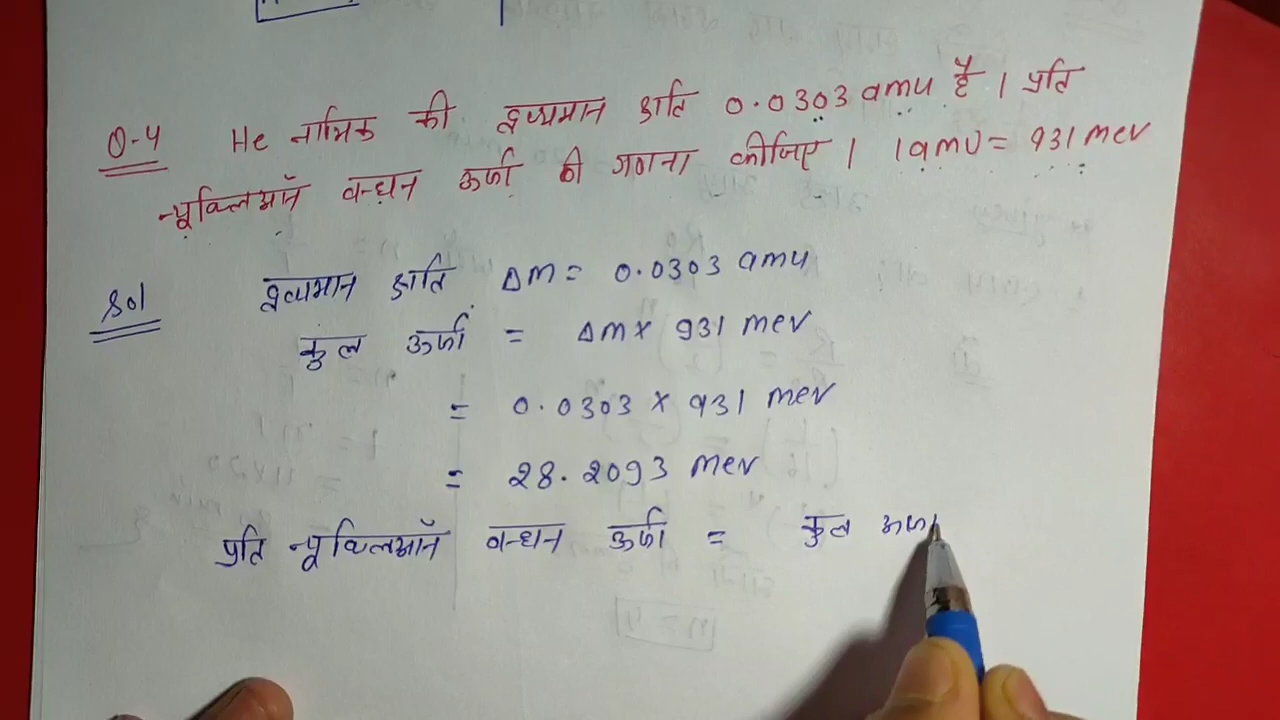 Q-4 He नाभिक की द्रव्यमान क्षति 0.0303 amu है । प्रति
न्यूक्लिऑन बन्धन ऊर्जा की गणना कीजिए । 1amu = 931 mev
Sol द्रव्यमान क्षति Δm = 0.0303 amu
कुल ऊर्जा = Δm × 931 mev
= 0.0303 × 931 mev
= 28.2093 mev
प्रति न्यूक्लिऑन बन्धन ऊर्जा = कुल